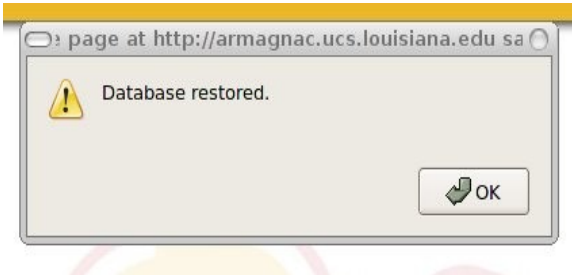 e page at http://armagnac.ucs.louisiana.edu sa
Database restored.
OK